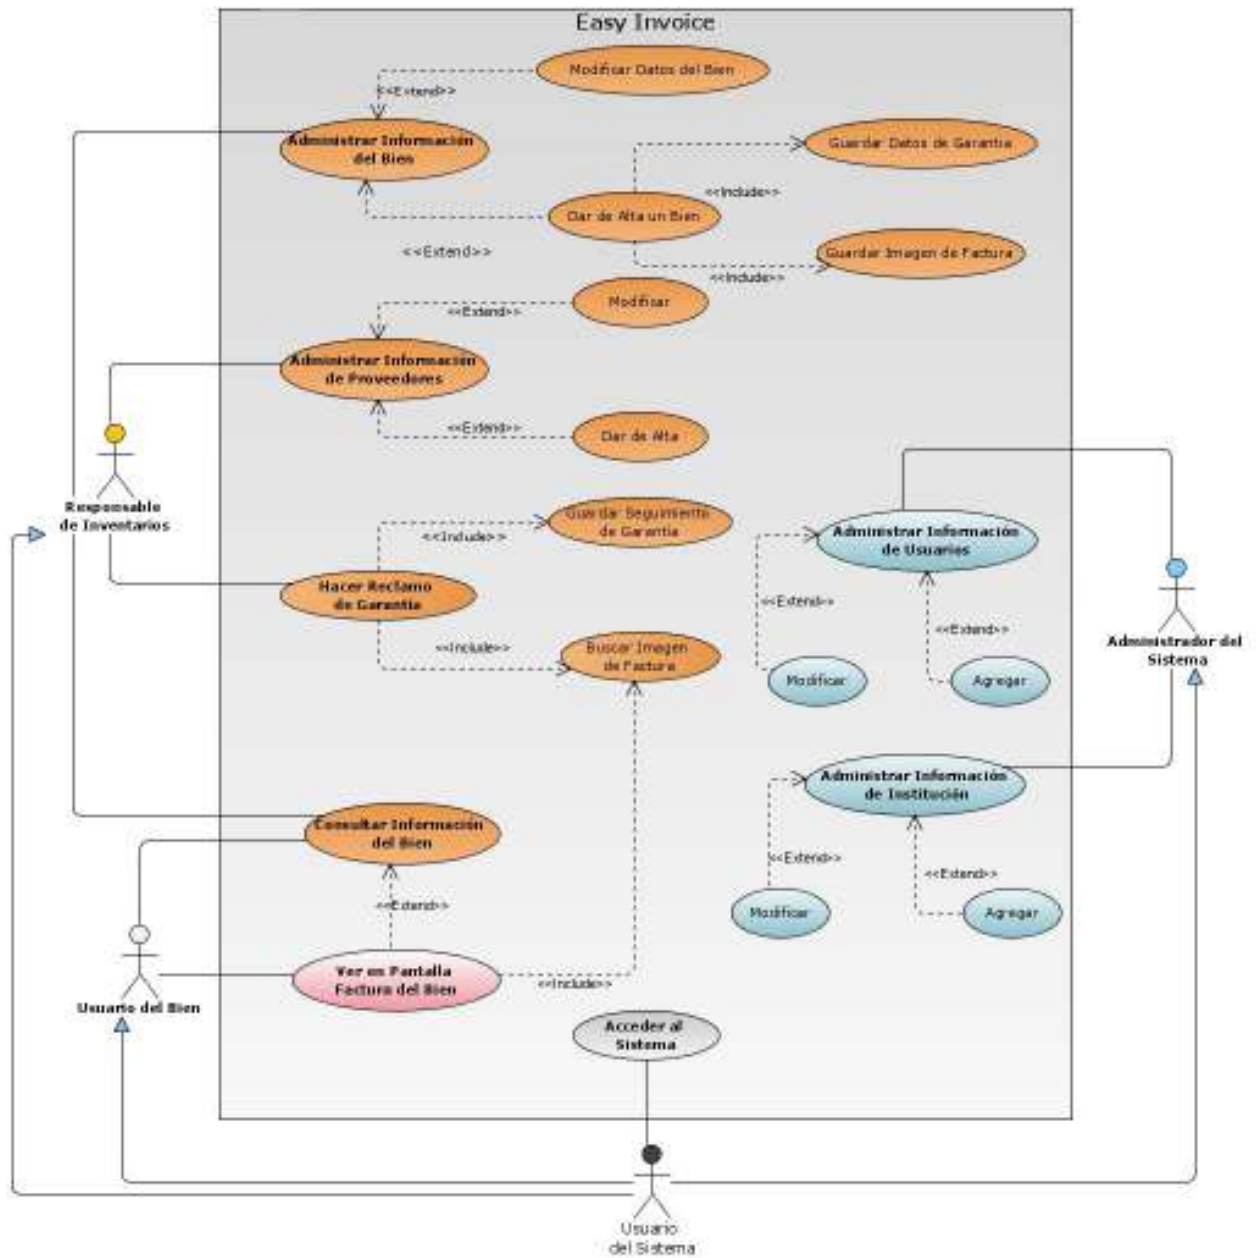 Easy Invoice
Modificar Datos del Bien
<<Extend>>
Administrar Información
del Bien
Guardar Datos de Garantia
<<Include>>
Dar de Alta un Bien
<<Extend>>
Guardar Imagen de Factura
<<Include>>
Modificar
<<Extend>>
Administrar Información
de Proveedores
<<Extend>>
Dar de Alta
Responsable
de Inventarios
Guardar Seguimiento
de Garantia
<<Include>>
Administrar Información
de Usuarios
Hacer Reclamo
de Garantia
<<Extend>>
<<Extend>>
Administrador del
Sistema
<<Include>>
Buscar Imagen
de Factura
Modificar
Agregar
Administrar Información
de Institución
Consultar Información
del Bien
<<Extend>>
<<Extend>>
<<Extend>>
Modificar
Agregar
Ver en Pantalla
Factura del Bien
<<Include>>
Usuario del Bien
Acceder al
Sistema
Usuario
del Sistema